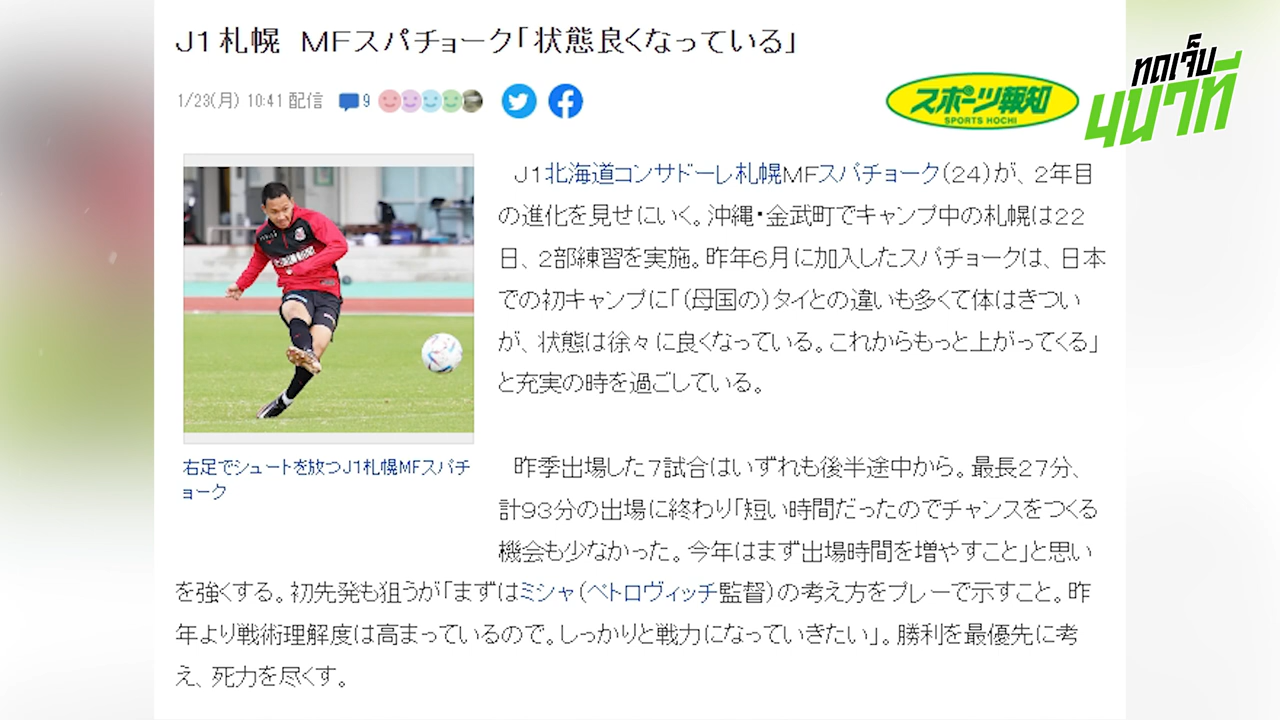 J1札幌 MFスパチョーク「状態良くなっている」
1/23(月) 10:41 配信 9
スポーツ報知
SPORTS HOCHI
ทดเจ็บ
4นาที
J1北海道コンサドーレ札幌MFスパチョーク(24)が、2年目
の進化を見せにいく。沖縄・金武町でキャンプ中の札幌は22
日、2部練習を実施。昨年6月に加入したスパチョークは、日本
での初キャンプに「(母国の)タイとの違いも多くて体はきつい
が、状態は徐々に良くなっている。これからもっと上がってくる」
と充実の時を過ごしている。
右足でシュートを放つJ1札幌MFスパチ
ョーク
昨季出場した7試合はいずれも後半途中から。最長27分、
計93分の出場に終わり「短い時間だったのでチャンスをつくる
機会も少なかった。今年はまず出場時間を増やすこと」と思い
を強くする。初先発も狙うが「まずはミシャ(ペトロヴィッチ監督)の考え方をプレーで示すこと。昨
年より戦術理解度は高まっているので。しっかりと戦力になっていきたい」。勝利を最優先に考
え、死力を尽くす。